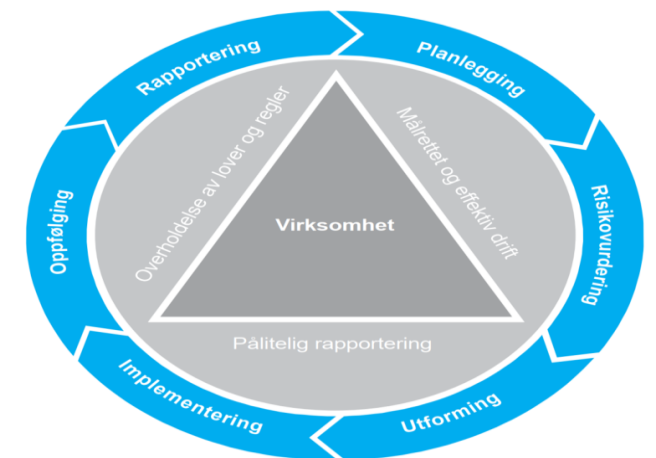 Planlegging
Risikovurdering
Utforming
Implementering
Oppfølging
Rapportering
Overholdelse av lover og regler
Målrettet og effektiv drift
Virksomhet
Pålitelig rapportering